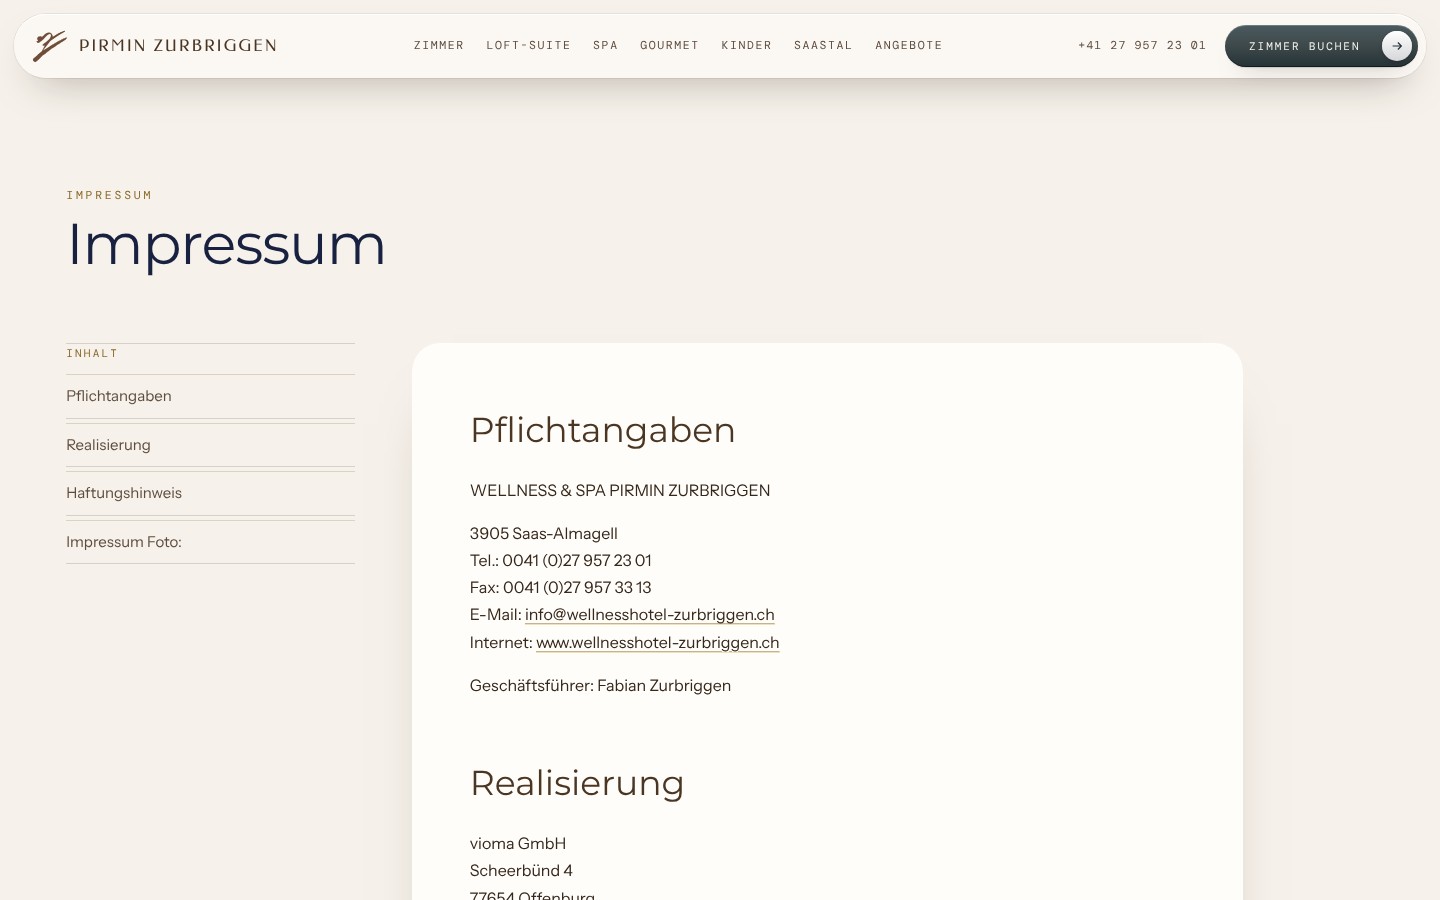 PIRMIN ZURBRIGGEN
ZIMMER
LOFT-SUITE
SPA
GOURMET
KINDER
SAASTAL
ANGEBOTE
+41 27 957 23 01
ZIMMER BUCHEN
IMPRESSUM
Impressum
INHALT
Pflichtangaben
Realisierung
Haftungshinweis
Impressum Foto:
Pflichtangaben
WELLNESS & SPA PIRMIN ZURBRIGGEN
3905 Saas-Almagell
Tel.: 0041 (0)27 957 23 01
Fax: 0041 (0)27 957 33 13
E-Mail: info@wellnesshotel-zurbriggen.ch
Internet: www.wellnesshotel-zurbriggen.ch
Geschäftsführer: Fabian Zurbriggen
Realisierung
vioma GmbH
Scheerbünd 4
77654 Offenburg